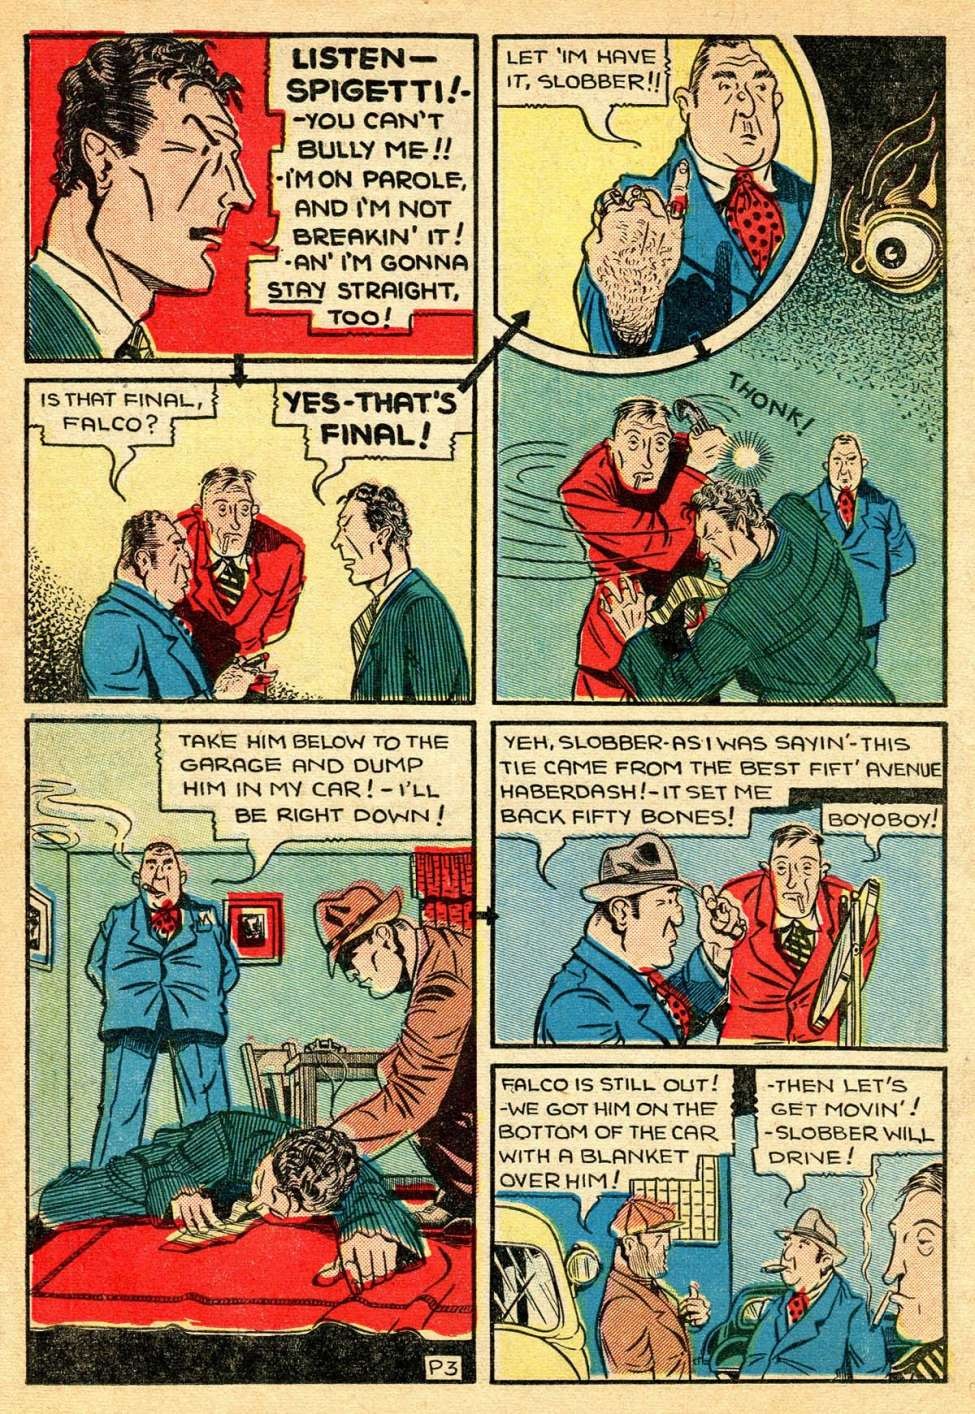 LISTEN—
SPIGETTI!-
-YOU CAN'T
BULLY ME!!
-I'M ON PAROLE,
AND I'M NOT
BREAKIN' IT!
-AN' I'M GONNA
STAY STRAIGHT,
TOO!
IS THAT FINAL,
FALCO?
YES-THAT'S
FINAL!
LET 'IM HAVE
IT, SLOBBER!!
THONK!
TAKE HIM BELOW TO THE
GARAGE AND DUMP
HIM IN MY CAR!-I'LL
BE RIGHT DOWN!
P3
YEH, SLOBBER-AS I WAS SAYIN'-THIS
TIE CAME FROM THE BEST FIFT' AVENUE
HABERDASH!-IT SET ME
BACK FIFTY BONES!
BOYOBOY!
FALCO IS STILL OUT!
-WE GOT HIM ON THE
BOTTOM OF THE CAR
WITH A BLANKET
OVER HIM!
-THEN LET'S
GET MOVIN'!
-SLOBBER WILL
DRIVE!